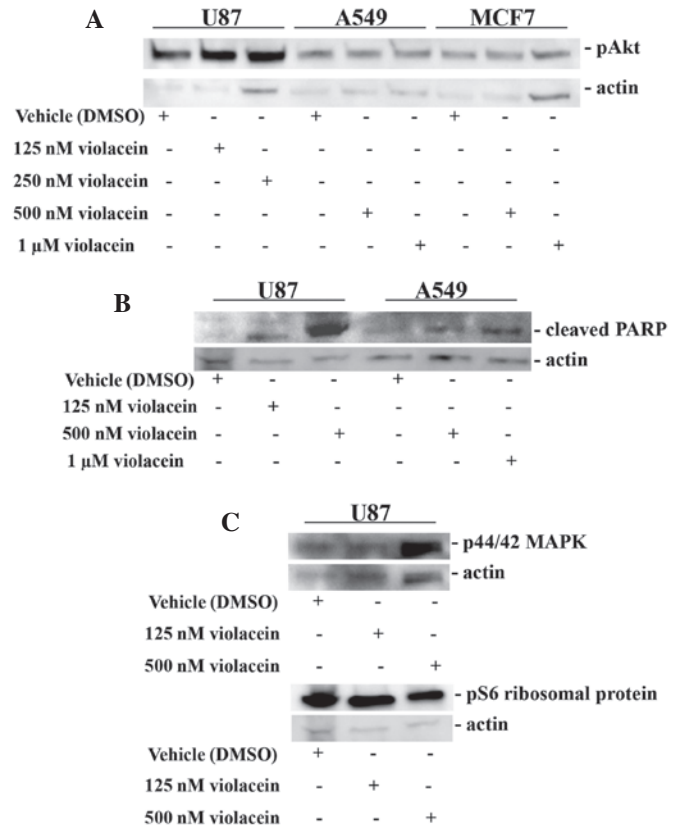 A
U87 A549 MCF7
- pAkt
- actin
Vehicle (DMSO) + - - + - - + - -
125 nM violacein - + - - - - - - -
250 nM violacein - - + - - - - - -
500 nM violacein - - - - + - - + -
1 µM violacein - - - - - + - - +
B
U87 A549
- cleaved PARP
- actin
Vehicle (DMSO) + - - + - -
125 nM violacein - + - - - -
500 nM violacein - - + - + -
1 µM violacein - - - - - +
C
U87
- p44/42 MAPK
- actin
Vehicle (DMSO) + - -
125 nM violacein - + -
500 nM violacein - - +
- pS6 ribosomal protein
- actin
Vehicle (DMSO) + - -
125 nM violacein - + -
500 nM violacein - - +